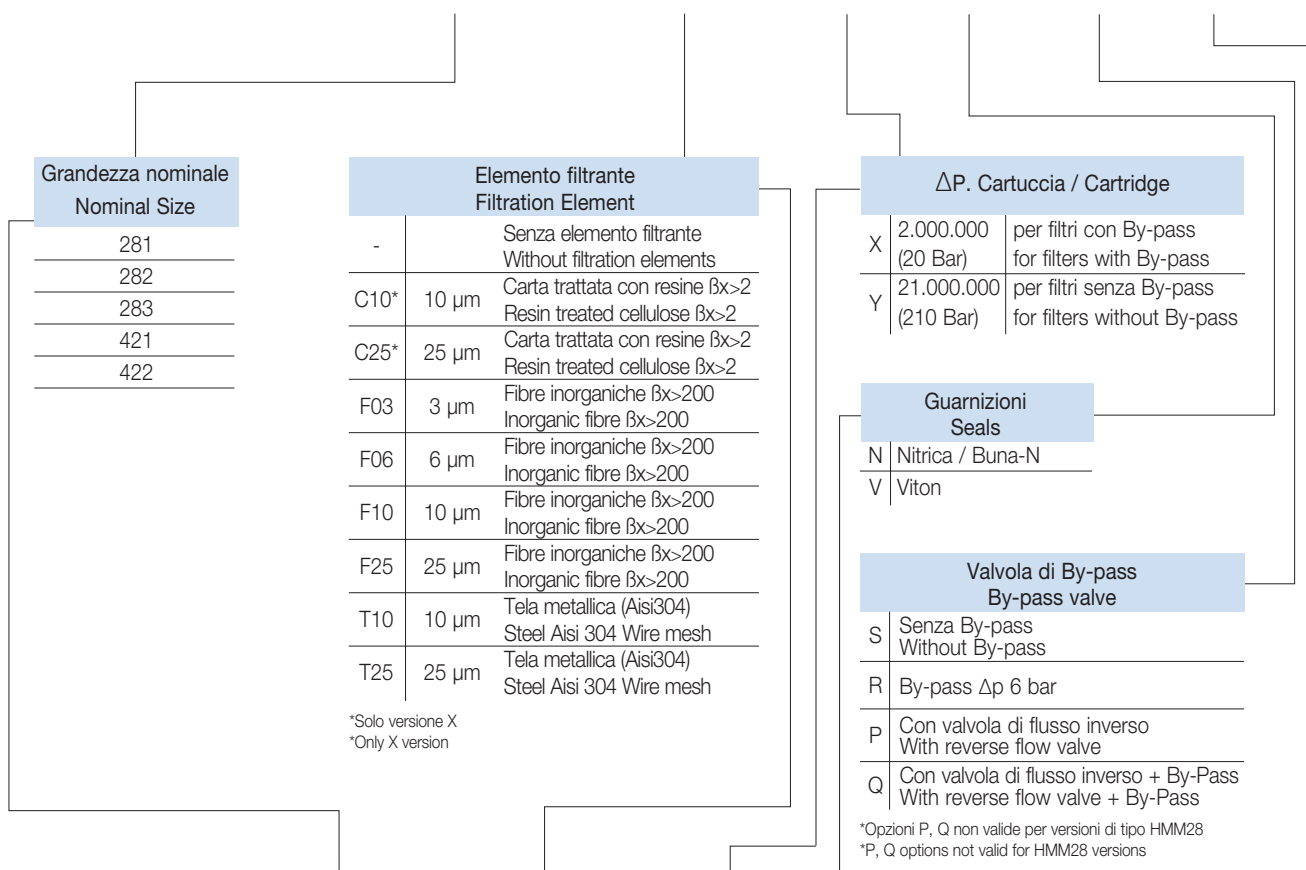 Grandezza nominale
Nominal Size
281
282
283
421
422
Elemento filtrante
Filtration Element
- Senza elemento filtrante
Without filtration elements
C10* 10 µm Carta trattata con resine ßx>2
Resin treated cellulose ßx>2
C25* 25 µm Carta trattata con resine ßx>2
Resin treated cellulose ßx>2
F03 3 µm Fibre inorganiche ßx>200
Inorganic fibre ßx>200
F06 6 µm Fibre inorganiche ßx>200
Inorganic fibre ßx>200
F10 10 µm Fibre inorganiche ßx>200
Inorganic fibre ßx>200
F25 25 µm Fibre inorganiche ßx>200
Inorganic fibre ßx>200
T10 10 µm Tela metallica (Aisi304)
Steel Aisi 304 Wire mesh
T25 25 µm Tela metallica (Aisi304)
Steel Aisi 304 Wire mesh
*Solo versione X
*Only X version
ΔP. Cartuccia / Cartridge
X 2.000.000 per filtri con By-pass
(20 Bar) for filters with By-pass
Y 21.000.000 per filtri senza By-pass
(210 Bar) for filters without By-pass
Guarnizioni
Seals
N Nitrica / Buna-N
V Viton
Valvola di By-pass
By-pass valve
S Senza By-pass
Without By-pass
R By-pass Δp 6 bar
P Con valvola di flusso inverso
With reverse flow valve
Q Con valvola di flusso inverso + By-Pass
With reverse flow valve + By-Pass
*Opzioni P, Q non valide per versioni di tipo HMM28
*P, Q options not valid for HMM28 versions